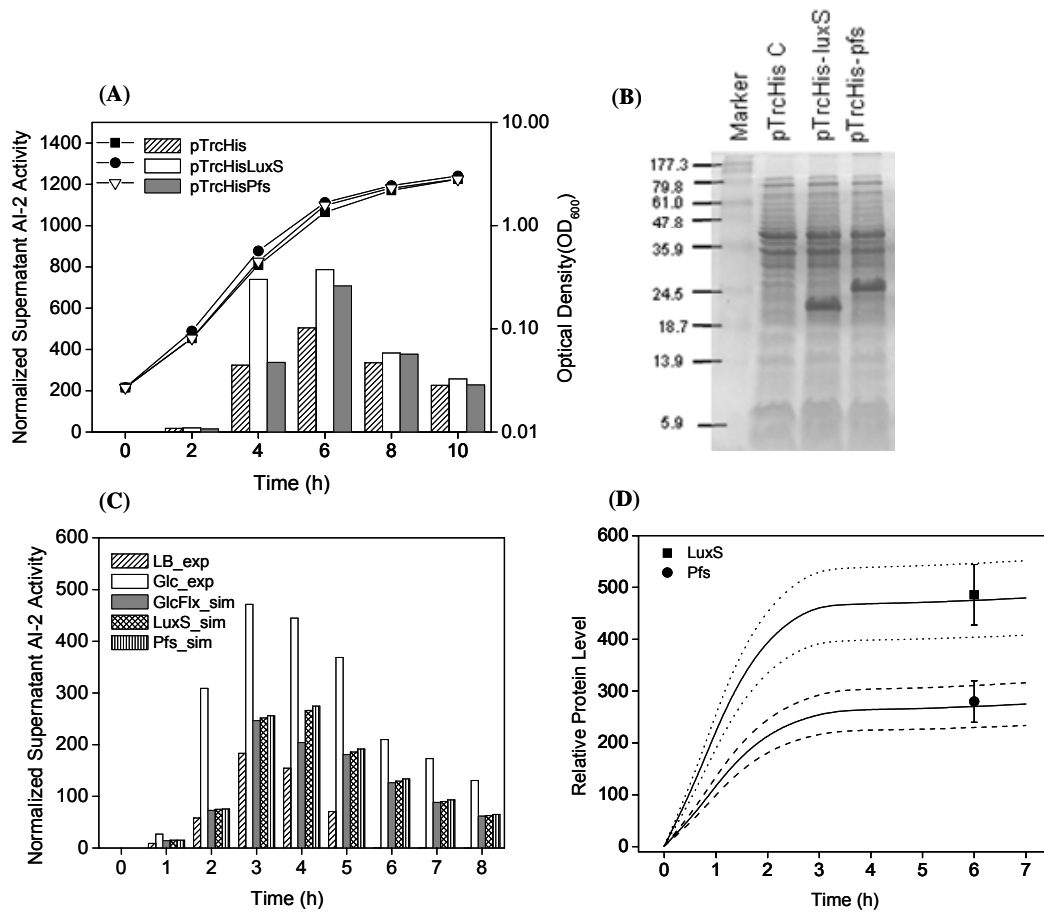 (A)
Normalized Supernatant AI-2 Activity
1400
1200
1000
800
600
400
200
0
pTrcHis
pTrcHisLuxS
pTrcHisPfs
10.00
1.00
0.10
0.01
Optical Density(OD600)
0 2 4 6 8 10
Time (h)
(B)
Marker
pTrcHis C
pTrcHis-luxS
pTrcHis-pfs
177.3
79.8
61.0
47.8
35.9
24.5
18.7
13.9
5.9
(C)
Normalized Supernatant AI-2 Activity
600
500
400
300
200
100
0
LB_exp
Glc_exp
GlcFlx_sim
LuxS_sim
Pfs_sim
0 1 2 3 4 5 6 7 8
Time (h)
(D)
Relative Protein Level
600
500
400
300
200
100
0
LuxS
Pfs
0 1 2 3 4 5 6 7
Time (h)